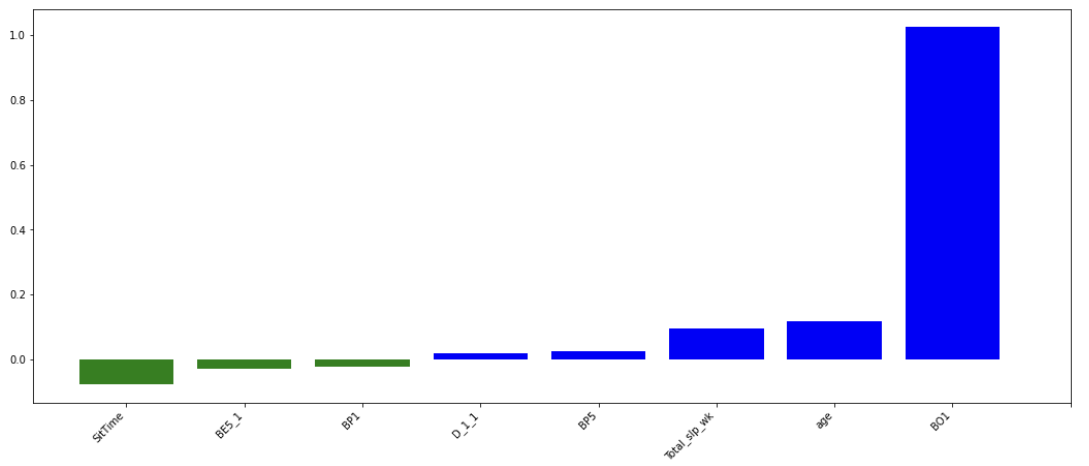 1.0
0.8
0.6
0.4
0.2
0.0
SitTime
BE5_1
BP1
D_1_1
BP5
Total_slp_wk
age
BO1